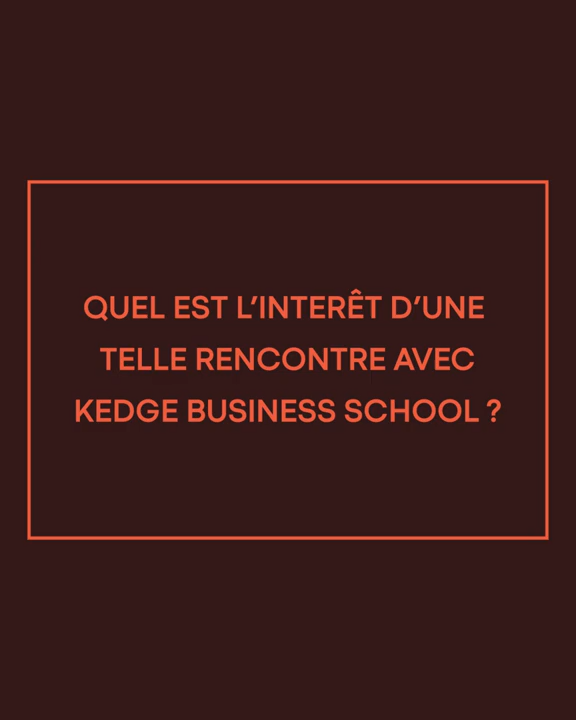 QUEL EST L’INTERÊT D’UNE
TELLE RENCONTRE AVEC
KEDGE BUSINESS SCHOOL ?